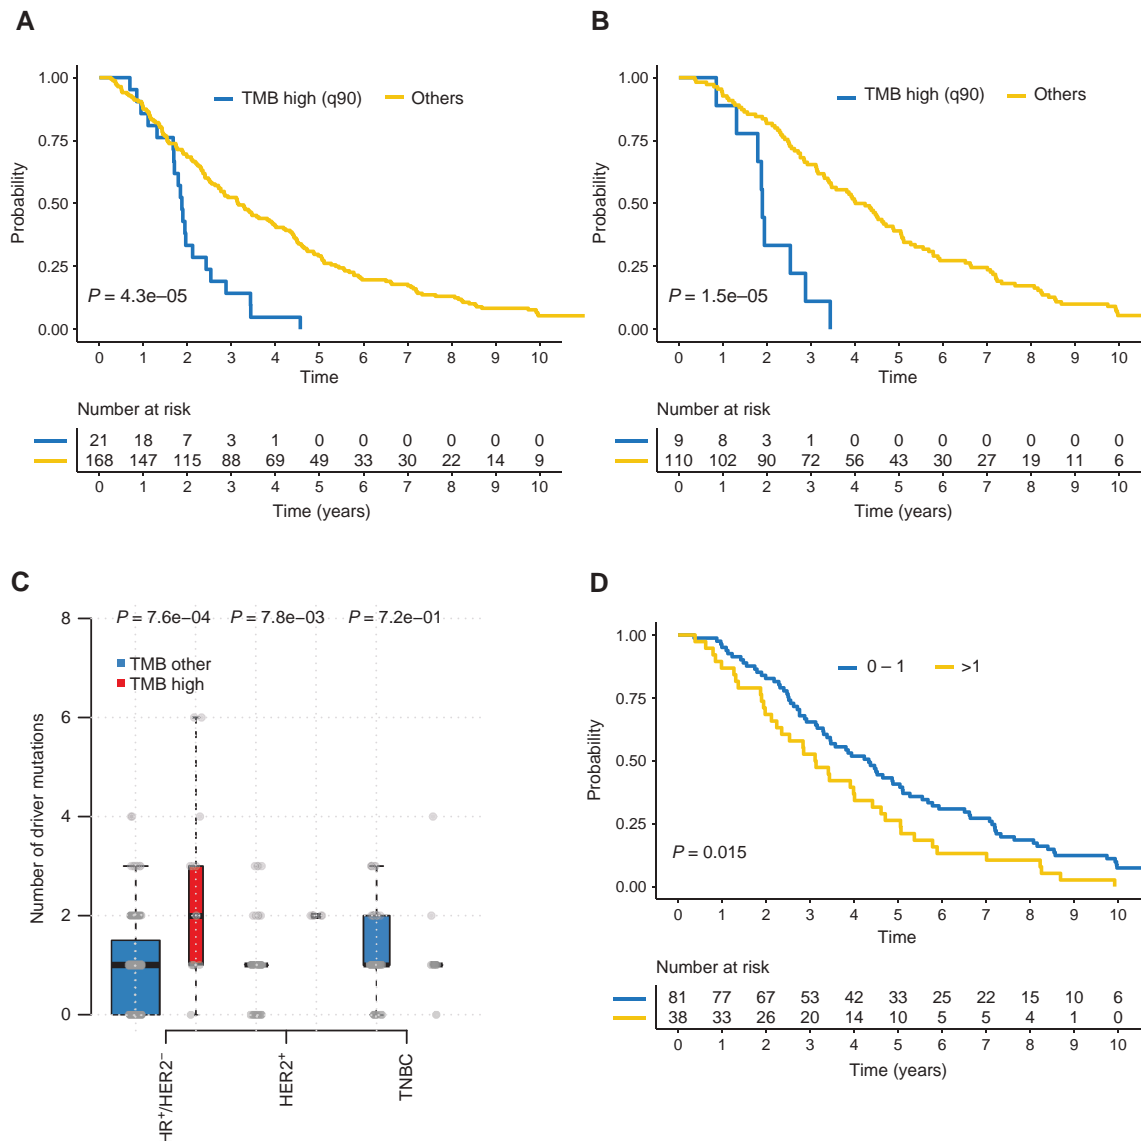 A
1.00
0.75
0.50
0.25
0.00
Probability
TMB high (q90) Others
P = 4.3e–05
0 1 2 3 4 5 6 7 8 9 10
Time
Number at risk
21 18 7 3 1 0 0 0 0 0 0
168 147 115 88 69 49 33 30 22 14 9
0 1 2 3 4 5 6 7 8 9 10
Time (years)
B
1.00
0.75
0.50
0.25
0.00
Probability
TMB high (q90) Others
P = 1.5e–05
0 1 2 3 4 5 6 7 8 9 10
Time
Number at risk
9 8 3 1 0 0 0 0 0 0 0
110 102 90 72 56 43 30 27 19 11 6
0 1 2 3 4 5 6 7 8 9 10
Time (years)
C
8
6
4
2
0
Number of driver mutations
P = 7.6e–04 P = 7.8e–03 P = 7.2e–01
TMB other
TMB high
HR⁺/HER2⁻
HER2⁺
TNBC
D
1.00
0.75
0.50
0.25
0.00
Probability
0 – 1 >1
P = 0.015
0 1 2 3 4 5 6 7 8 9 10
Time
Number at risk
81 77 67 53 42 33 25 22 15 10 6
38 33 26 20 14 10 5 5 4 1 0
0 1 2 3 4 5 6 7 8 9 10
Time (years)